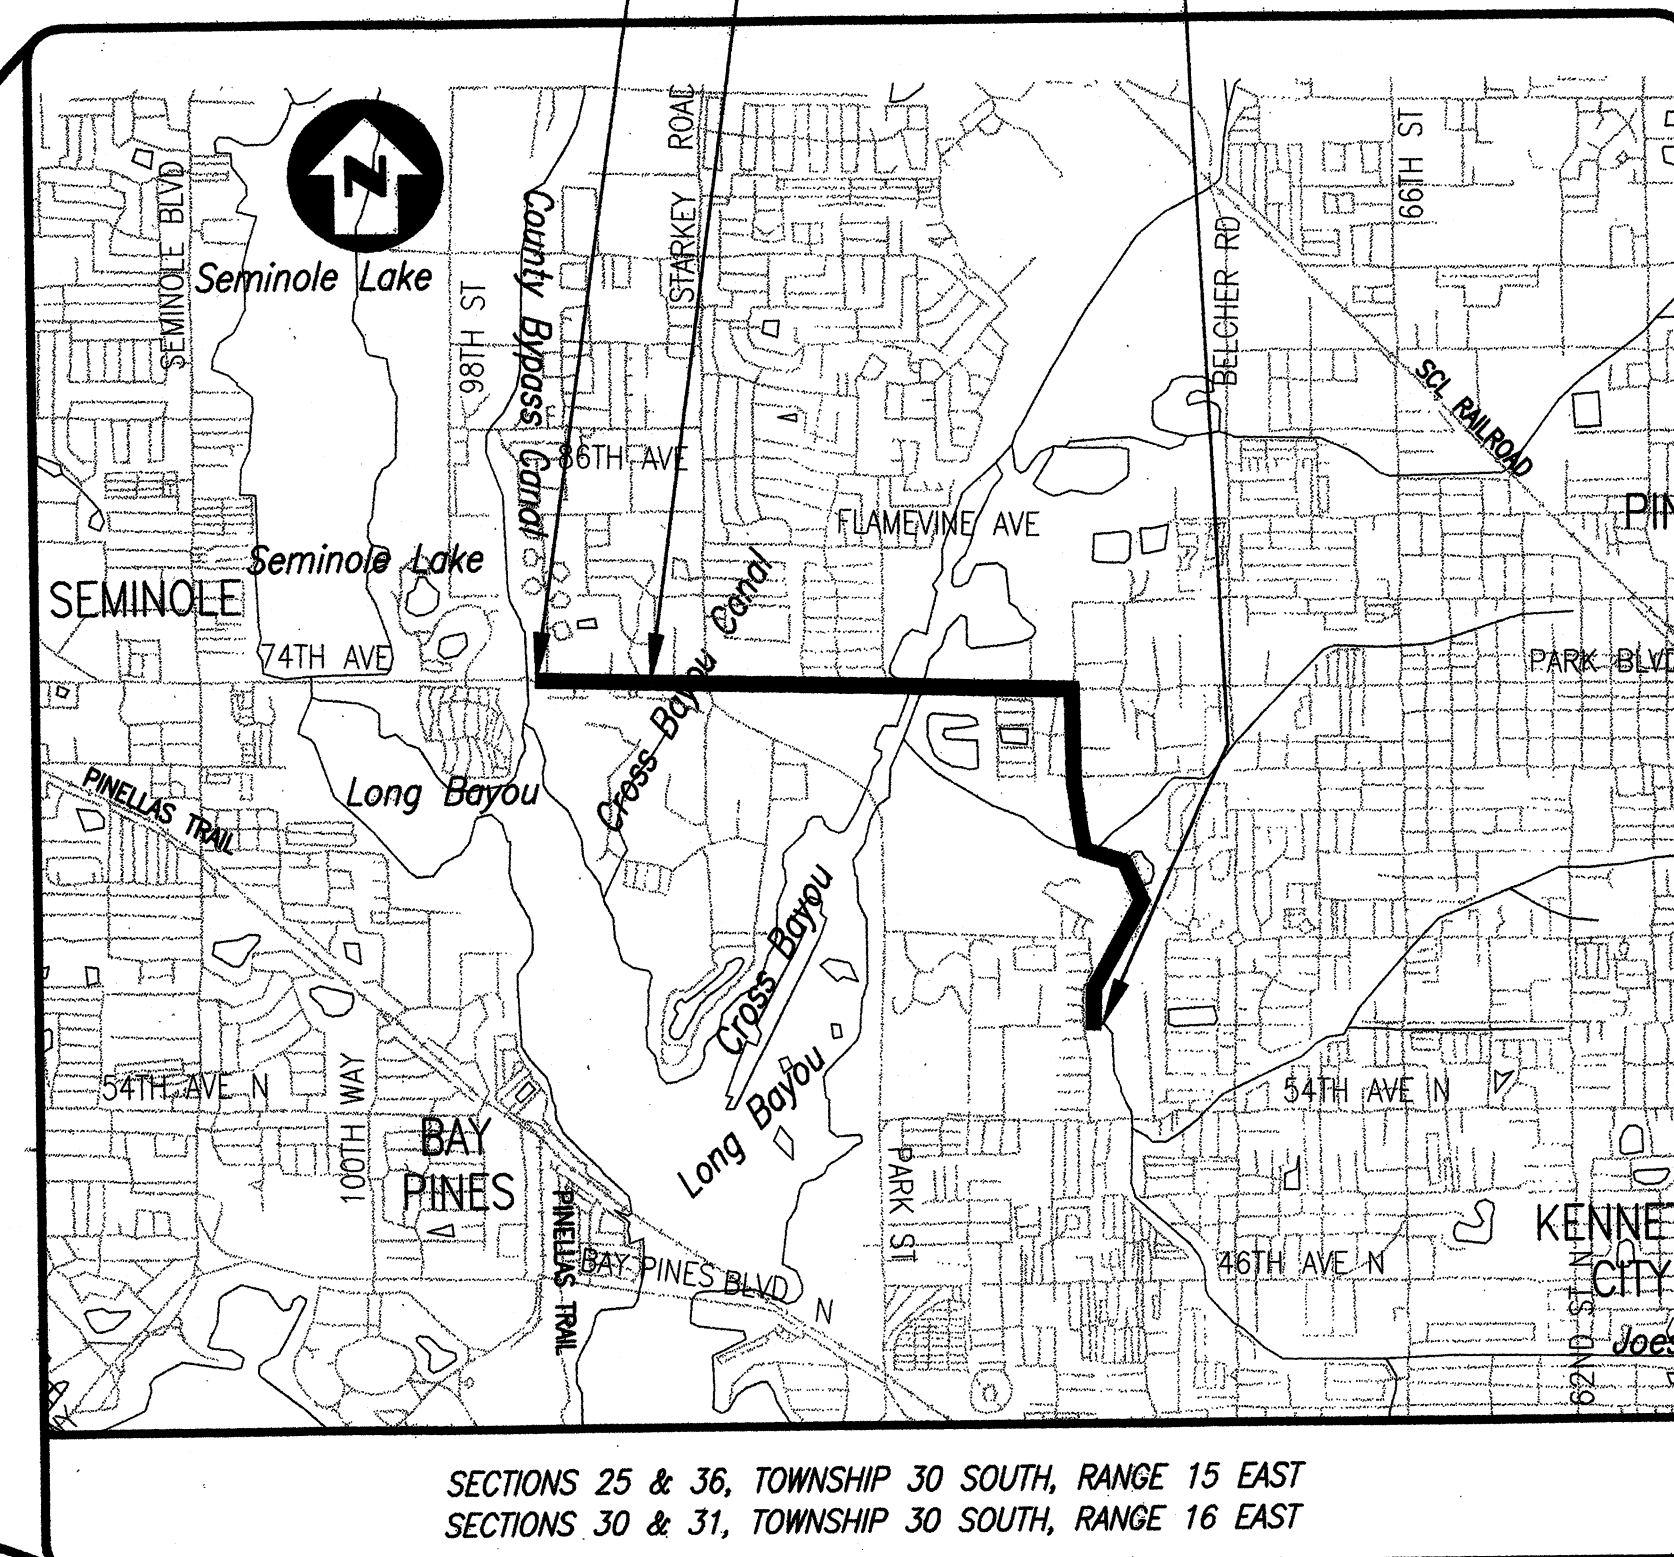 N
SEMINOLE BLVD
Seminole Lake
98TH ST
County Bypass Canal
STARKEY ROAD
BELCHER RD
66TH ST
SCL RAILROAD
86TH AVE
FLAMEVINE AVE
Seminole Lake
SEMINOLE
74TH AVE
Cross Bayou Canal
PARK BLVD
PINELLAS TRAIL
Long Bayou
Cross Bayou
Long Bayou
54TH AVE N
100TH WAY
BAY
PINES
PINELLAS TRAIL
BAY PINES BLVD N
PARK ST
54TH AVE N
46TH AVE N
62ND ST N
CITY
SECTIONS 25 & 36, TOWNSHIP 30 SOUTH, RANGE 15 EAST
SECTIONS 30 & 31, TOWNSHIP 30 SOUTH, RANGE 16 EAST